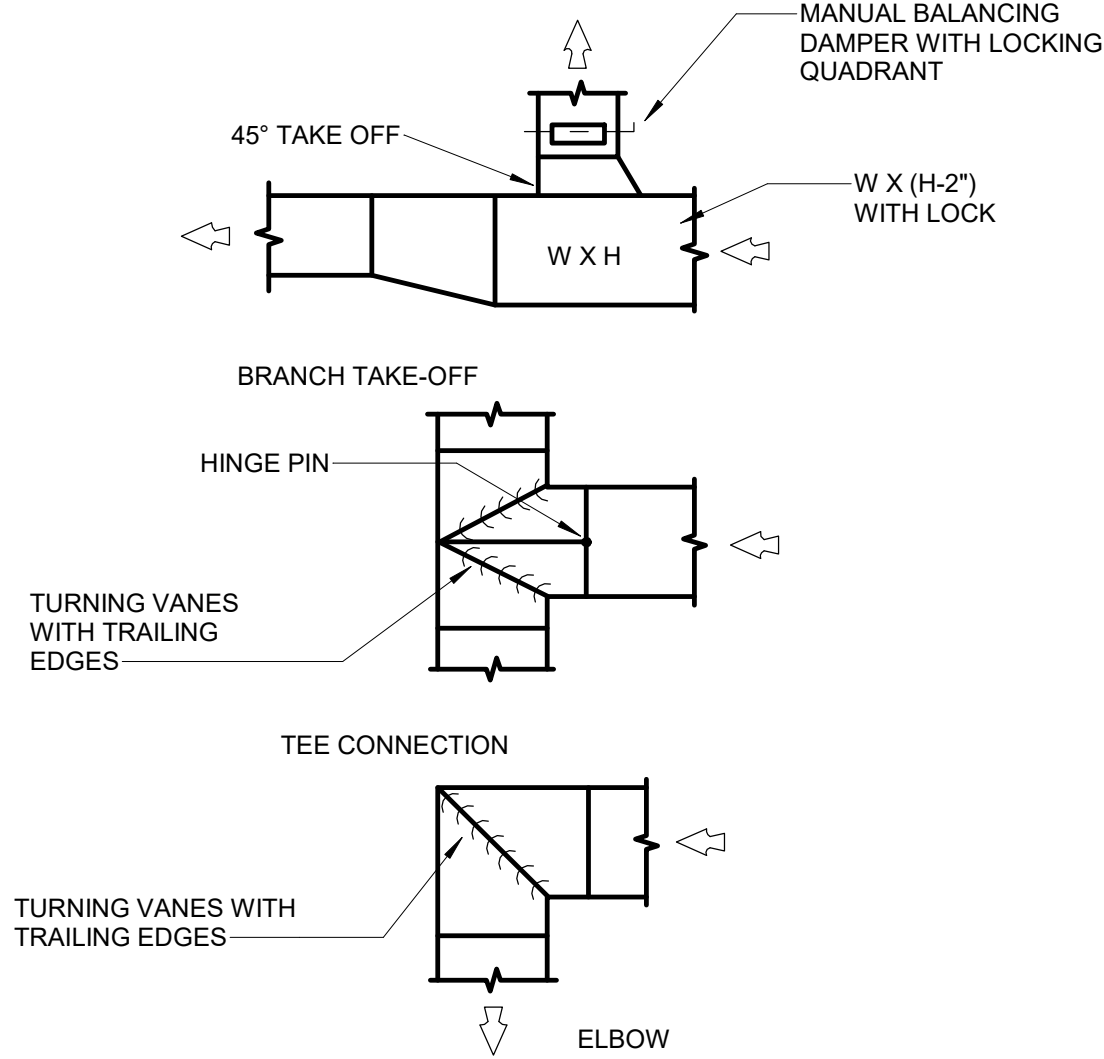 MANUAL BALANCING
DAMPER WITH LOCKING
QUADRANT
45° TAKE OFF
W X (H-2")
WITH LOCK
W X H
BRANCH TAKE-OFF
HINGE PIN
TURNING VANES
WITH TRAILING
EDGES
TEE CONNECTION
TURNING VANES WITH
TRAILING EDGES
ELBOW